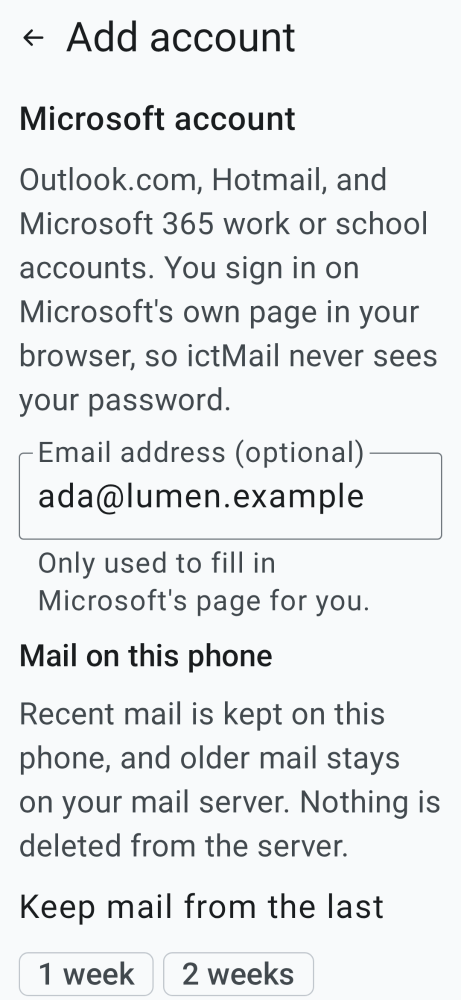 Add account
Microsoft account
Outlook.com, Hotmail, and
Microsoft 365 work or school
accounts. You sign in on
Microsoft's own page in your
browser, so ictMail never sees
your password.
Email address (optional)
ada@lumen.example
Only used to fill in
Microsoft's page for you.
Mail on this phone
Recent mail is kept on this
phone, and older mail stays
on your mail server. Nothing is
deleted from the server.
Keep mail from the last
1 week 2 weeks